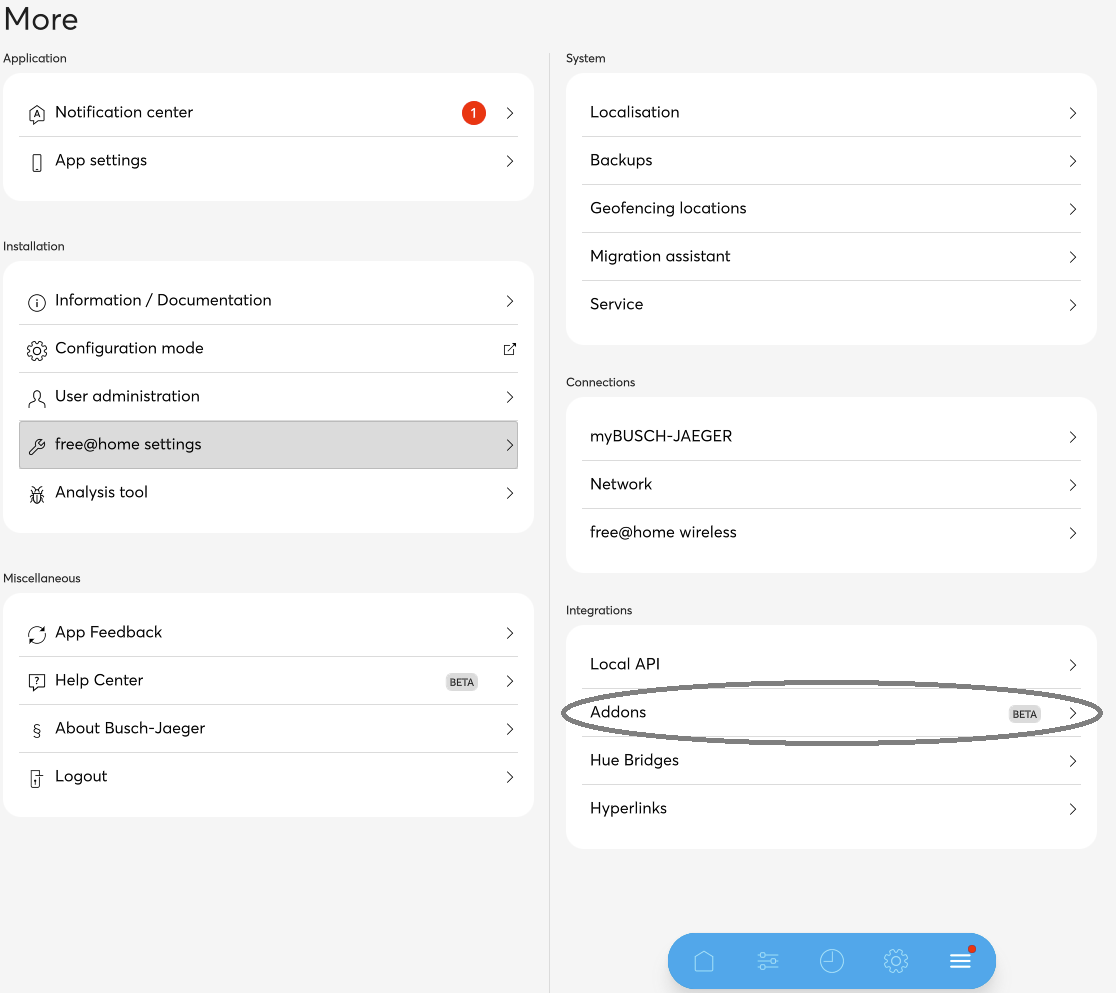 More
Application
Notification center
1
App settings
Installation
Information / Documentation
Configuration mode
User administration
free@home settings
Analysis tool
Miscellaneous
App Feedback
Help Center
BETA
About Busch-Jaeger
Logout
System
Localisation
Backups
Geofencing locations
Migration assistant
Service
Connections
myBUSCH-JAEGER
Network
free@home wireless
Integrations
Local API
Addons
BETA
Hue Bridges
Hyperlinks